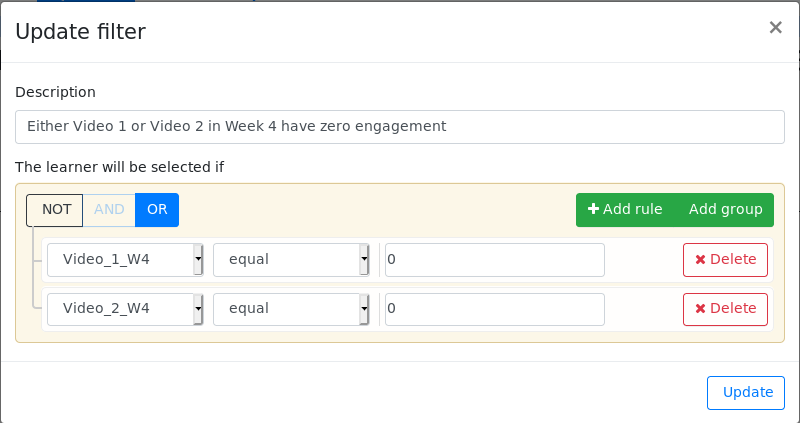 Update filter ×
Description
Either Video 1 or Video 2 in Week 4 have zero engagement
The learner will be selected if
NOT AND OR + Add rule Add group
Video_1_W4 equal 0 ✖ Delete
Video_2_W4 equal 0 ✖ Delete
Update